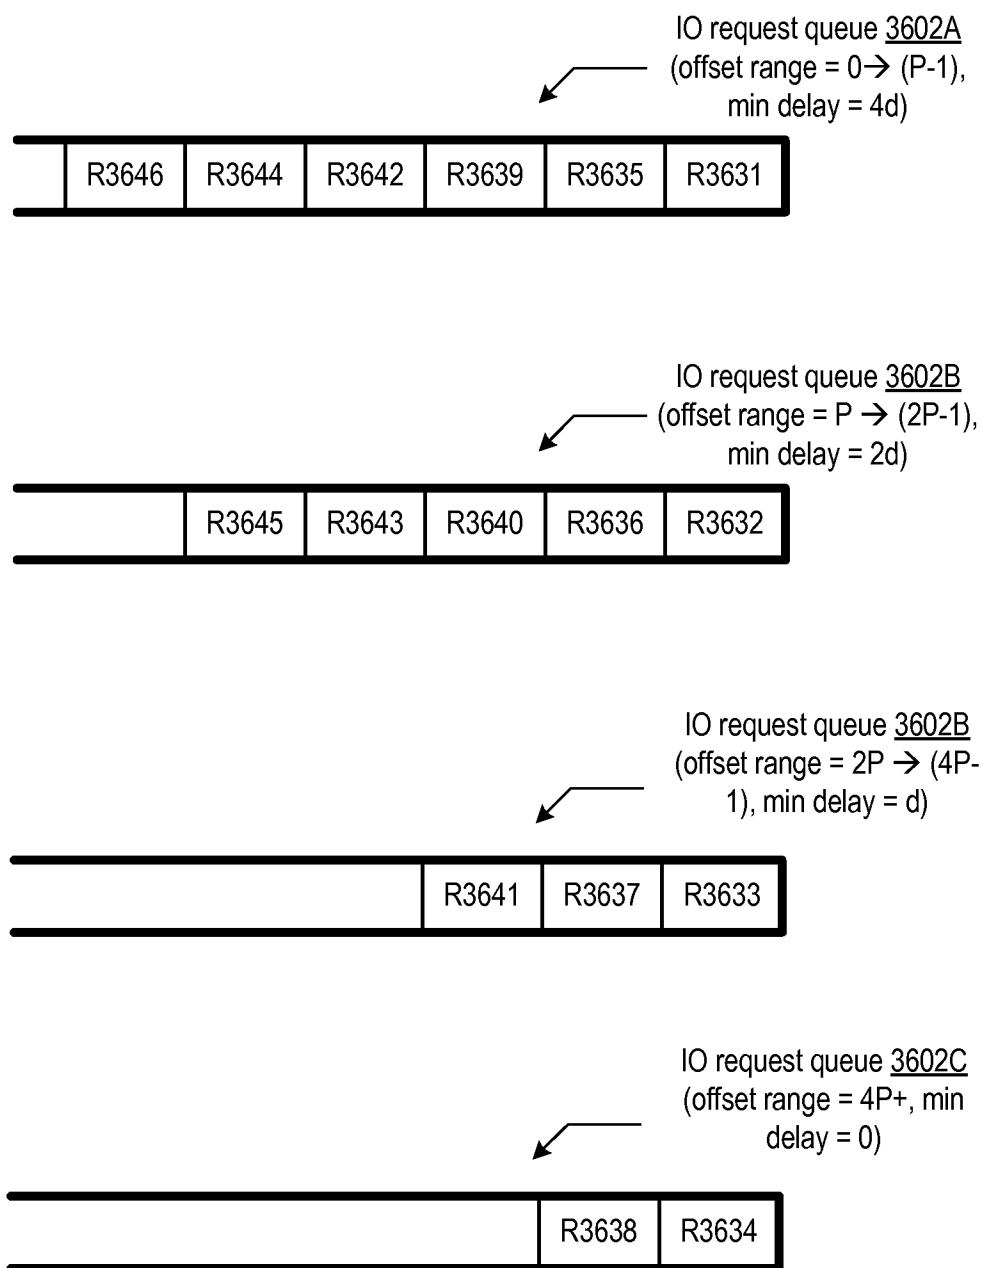 IO request queue 3602A
(offset range = 0→ (P-1),
min delay = 4d)
R3646 R3644 R3642 R3639 R3635 R3631
IO request queue 3602B
(offset range = P → (2P-1),
min delay = 2d)
R3645 R3643 R3640 R3636 R3632
IO request queue 3602B
(offset range = 2P → (4P-
1), min delay = d)
R3641 R3637 R3633
IO request queue 3602C
(offset range = 4P+, min
delay = 0)
R3638 R3634